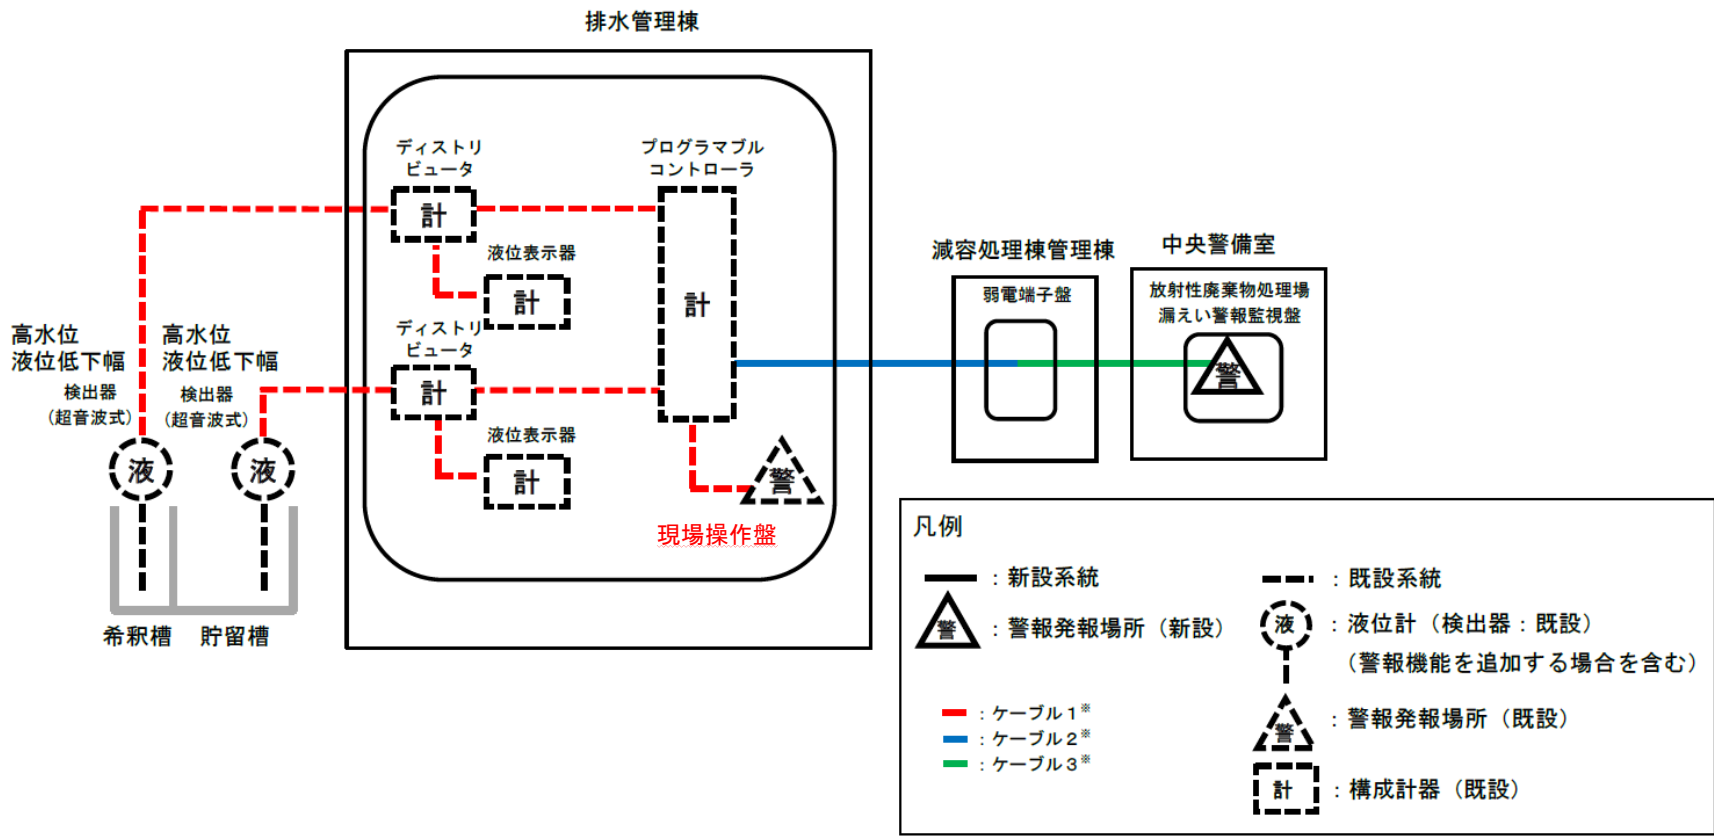 排水管理棟
ディストリ
ビュータ
計
プログラマブル
コントローラ
計
液位表示器
計
ディストリ
ビュータ
計
液位表示器
計
警
現場操作盤
高水位
液位低下幅
検出器
(超音波式)
液
高水位
液位低下幅
検出器
(超音波式)
液
希釈槽
貯留槽
減容処理棟管理棟
弱電端子盤
中央警備室
放射性廃棄物処理場
漏えい警報監視盤
警
凡例
：新設系統
警
：警報発報場所（新設）
：ケーブル1※
：ケーブル2※
：ケーブル3※
：既設系統
液
：液位計（検出器：既設）
（警報機能を追加する場合を含む）
警
：警報発報場所（既設）
計
：構成計器（既設）